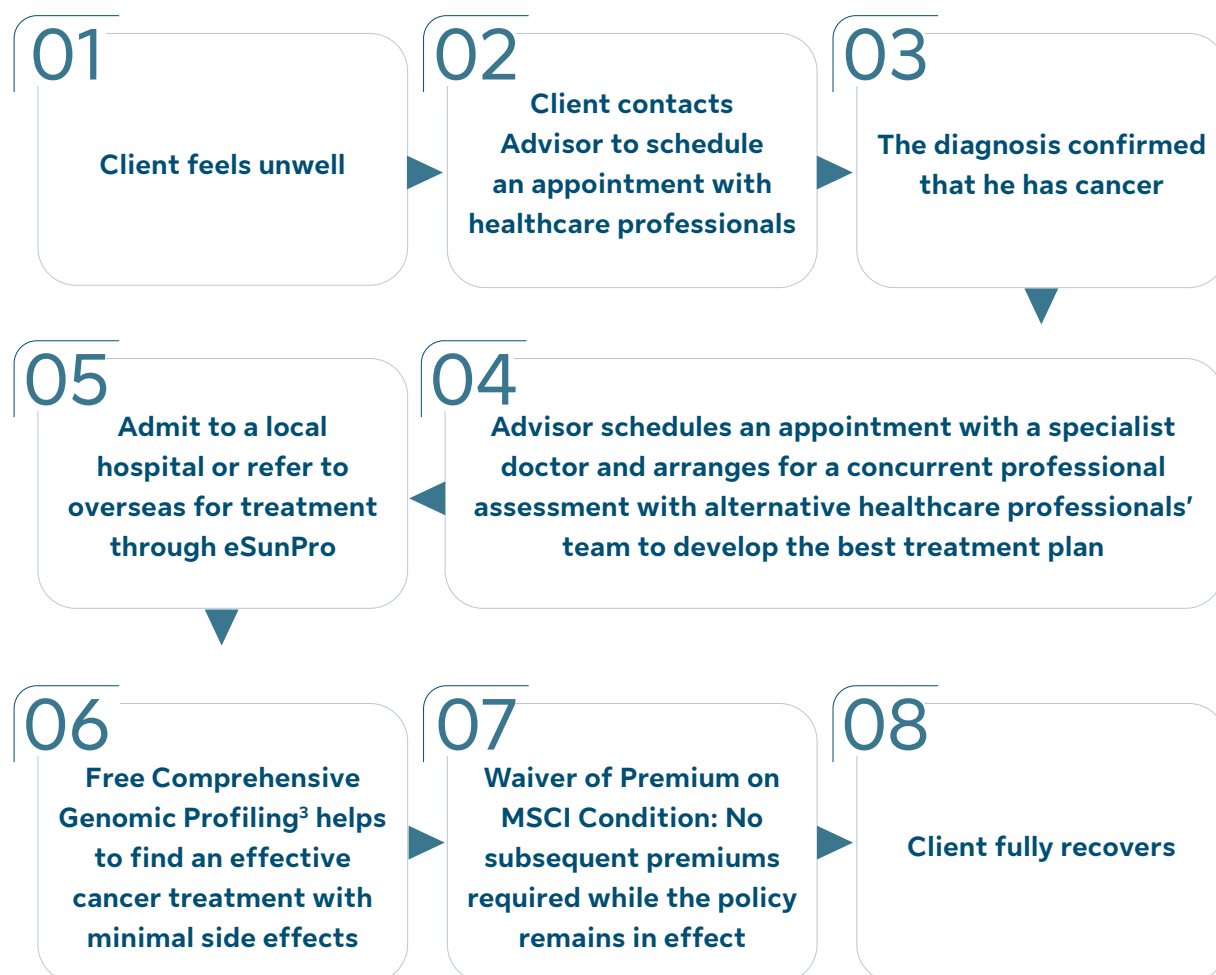 01
Client feels unwell
02
Client contacts
Advisor to schedule
an appointment with
healthcare professionals
03
The diagnosis confirmed
that he has cancer
04
Advisor schedules an appointment with a specialist
doctor and arranges for a concurrent professional
assessment with alternative healthcare professionals’
team to develop the best treatment plan
05
Admit to a local
hospital or refer to
overseas for treatment
through eSunPro
06
Free Comprehensive
Genomic Profiling³ helps
to find an effective
cancer treatment with
minimal side effects
07
Waiver of Premium on
MSCI Condition: No
subsequent premiums
required while the policy
remains in effect
08
Client fully recovers